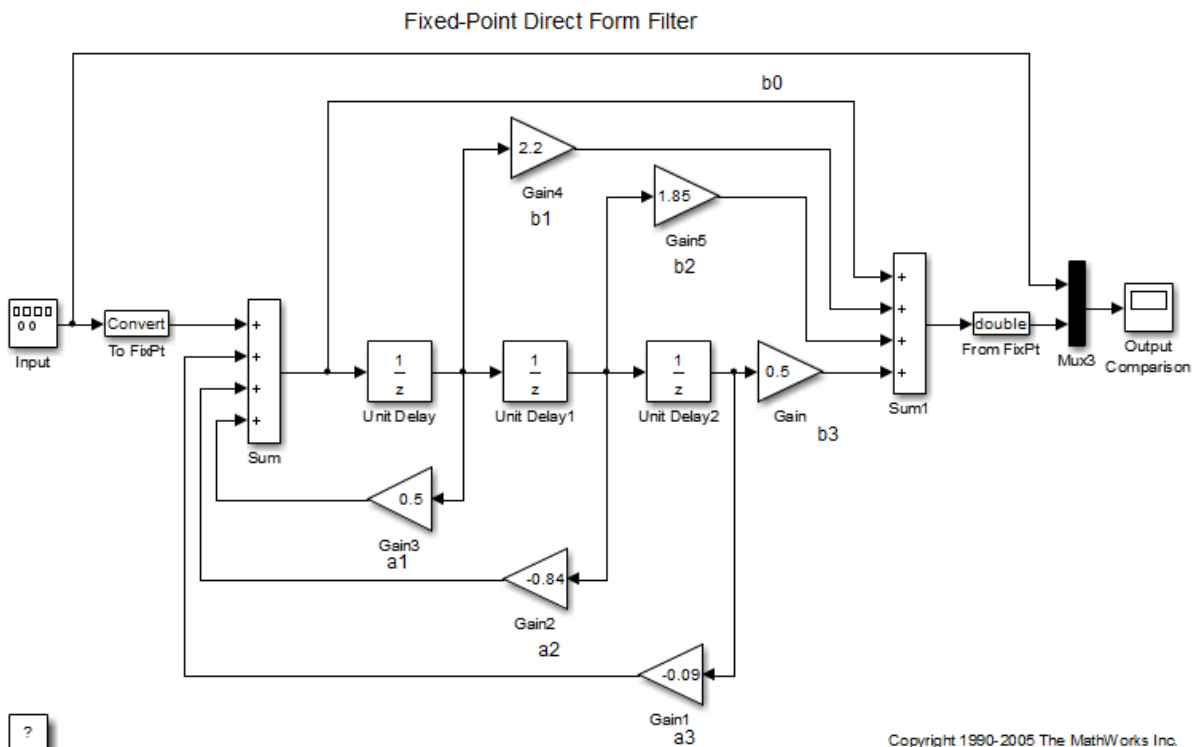 Fixed-Point Direct Form Filter
b0
2.2
Gain4
b1
1.85
Gain5
b2
Input
Convert
To FixPt
+
+
+
+
Sum
1
z
Unit Delay
1
z
Unit Delay1
1
z
Unit Delay2
0.5
Gain
b3
+
+
+
+
Sum1
double
From FixPt
Mux3
Output
Comparison
0.5
Gain3
a1
-0.84
Gain2
a2
-0.09
Gain1
a3
?
Copyright 1990-2005 The MathWorks Inc.